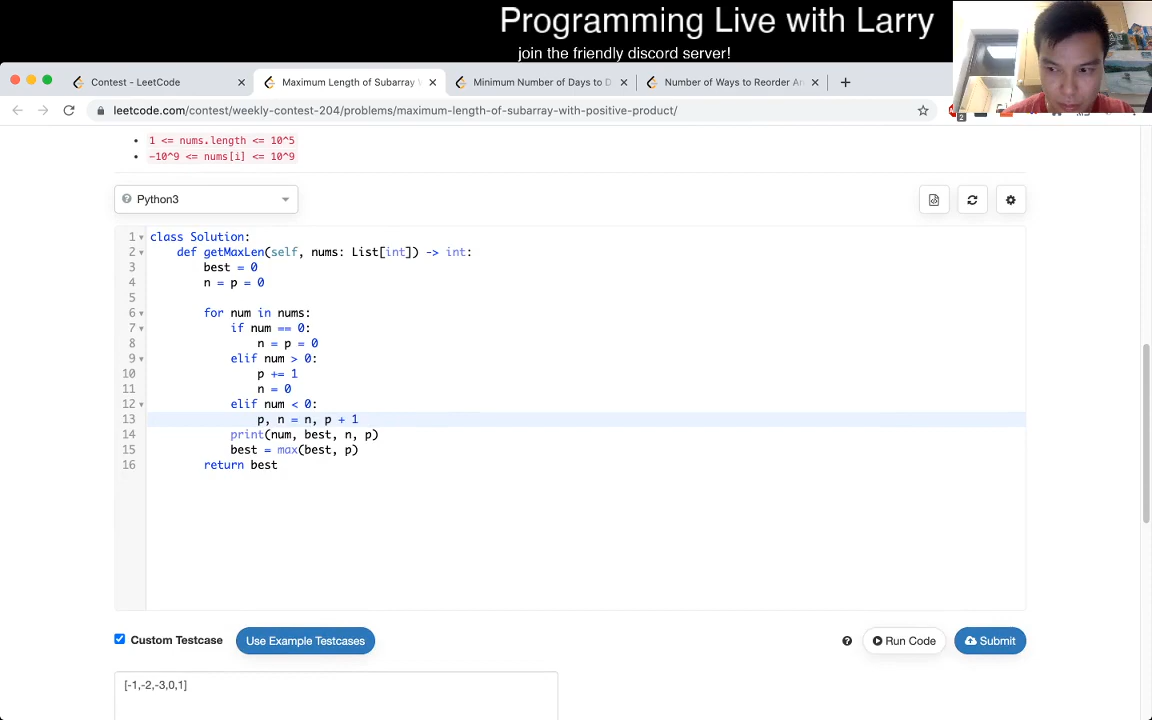 Programming Live with Larry
join the friendly discord server!
Contest - LeetCode
Maximum Length of Subarray
Minimum Number of Days to D
Number of Ways to Reorder Ar
leetcode.com/contest/weekly-contest-204/problems/maximum-length-of-subarray-with-positive-product/
2
• 1 <= nums.length <= 10^5
• -10^9 <= nums[i] <= 10^9
Python3
1 class Solution:
2 def getMaxLen(self, nums: List[int]) -> int:
3 best = 0
4 n = p = 0
5
6 for num in nums:
7 if num == 0:
8 n = p = 0
9 elif num > 0:
10 p += 1
11 n = 0
12 elif num < 0:
13 p, n = n, p + 1
14 print(num, best, n, p)
15 best = max(best, p)
16 return best
Custom Testcase
Use Example Testcases
Run Code
Submit
[-1,-2,-3,0,1]